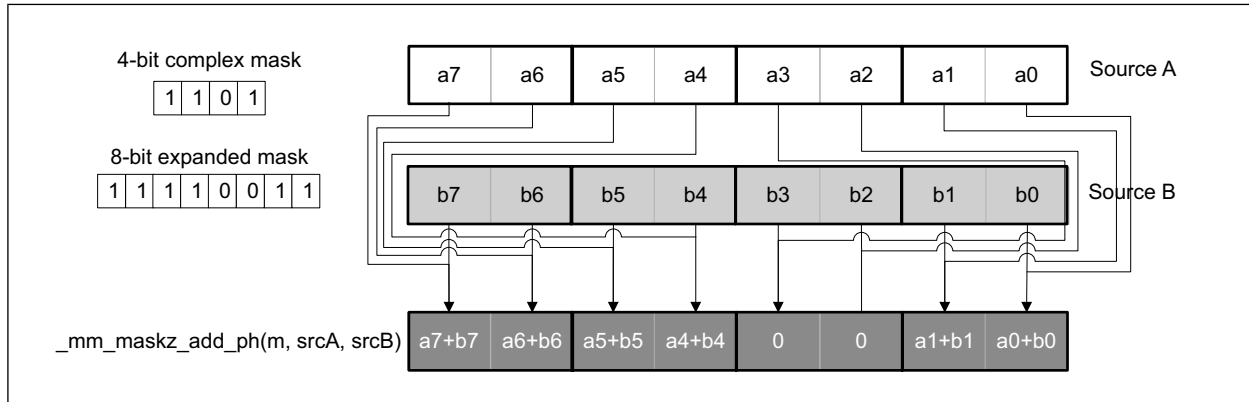 4-bit complex mask
1 1 0 1
a7 a6 a5 a4 a3 a2 a1 a0
Source A
8-bit expanded mask
1 1 1 1 0 0 1 1
b7 b6 b5 b4 b3 b2 b1 b0
Source B
_mm_maskz_add_ph(m, srcA, srcB)
a7+b7 a6+b6 a5+b5 a4+b4 0 0 a1+b1 a0+b0